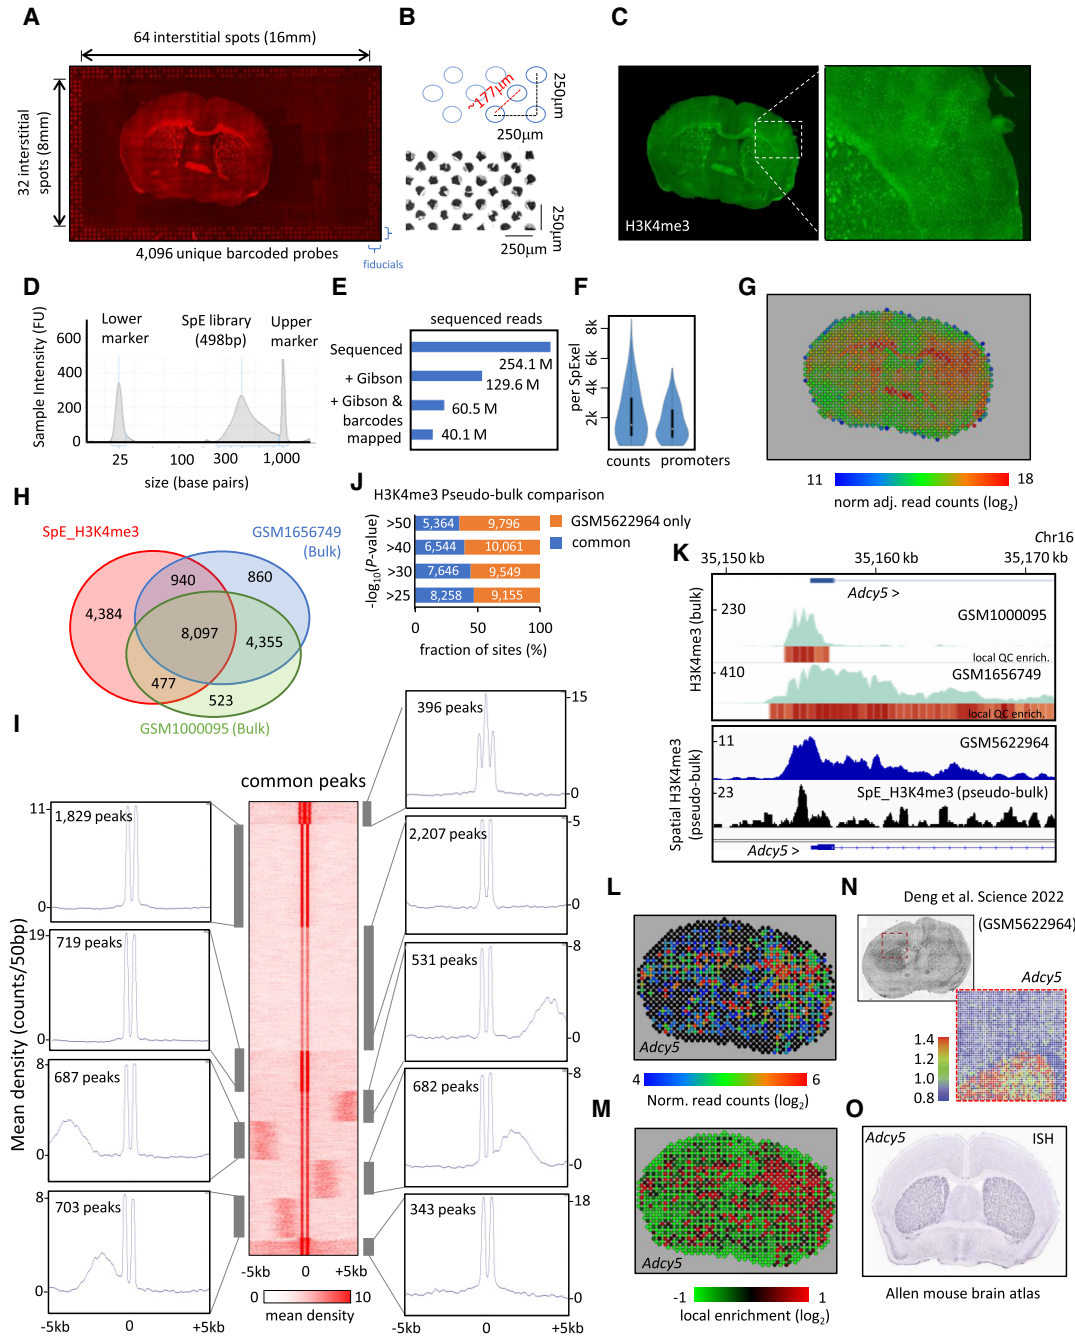 A
64 interstitial spots (16mm)
32 interstitial
spots (8mm)
4,096 unique barcoded probes
fiducials
B
~177µm
250µm
250µm
250µm
250µm
C
H3K4me3
D
Sample Intensity (FU)
600
400
200
0
Lower
marker
SpE library
(498bp)
Upper
marker
25
100
300
1,000
size (base pairs)
E
sequenced reads
Sequenced
254.1 M
+ Gibson
129.6 M
+ Gibson &
barcodes
mapped
60.5 M
40.1 M
F
per SpExel
8k
6k
4k
2k
counts
promoters
G
11
18
norm adj. read counts (log2)
H
SpE_H3K4me3
GSM1656749
(Bulk)
940
860
4,384
8,097
4,355
477
523
GSM1000095 (Bulk)
J
H3K4me3 Pseudo-bulk comparison
-log10(P-value)
>50
5,364
9,796
>40
6,544
10,061
>30
7,646
9,549
>25
8,258
9,155
0
50
100
fraction of sites (%)
GSM5622964 only
common
K
Chr16
35,150 kb
35,160 kb
35,170 kb
Adcy5 >
H3K4me3 (bulk)
230
GSM1000095
local QC enrich.
410
GSM1656749
local QC enrich.
Spatial H3K4me3
(pseudo-bulk)
11
GSM5622964
23
SpE_H3K4me3 (pseudo-bulk)
Adcy5 >
I
Mean density (counts/50bp)
common peaks
11
1,829 peaks
0
19
719 peaks
0
8
687 peaks
0
8
703 peaks
0
-5kb
0
+5kb
-5kb
0
+5kb
0
10
mean density
396 peaks
15
0
2,207 peaks
5
0
531 peaks
8
0
682 peaks
8
0
343 peaks
18
0
-5kb
0
+5kb
L
Adcy5
4
6
Norm. read counts (log2)
M
Adcy5
-1
1
local enrichment (log2)
N
Deng et al. Science 2022
(GSM5622964)
Adcy5
1.4
1.2
1.0
0.8
O
Adcy5
ISH
Allen mouse brain atlas